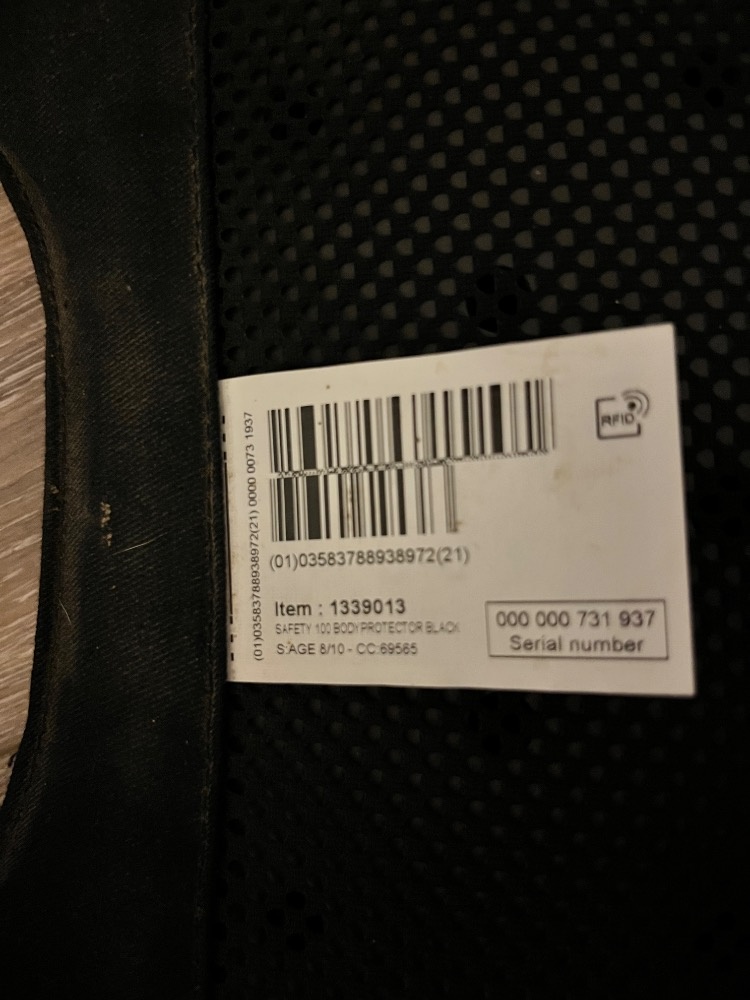 (01)03583788938972(21) 0000 0073 1937
RFID
(01)03583788938972(21)
Item : 1339013
SAFETY 100 BODY PROTECTOR BLACK
S:AGE 8/10 - CC:69565
000 000 731 937
Serial number